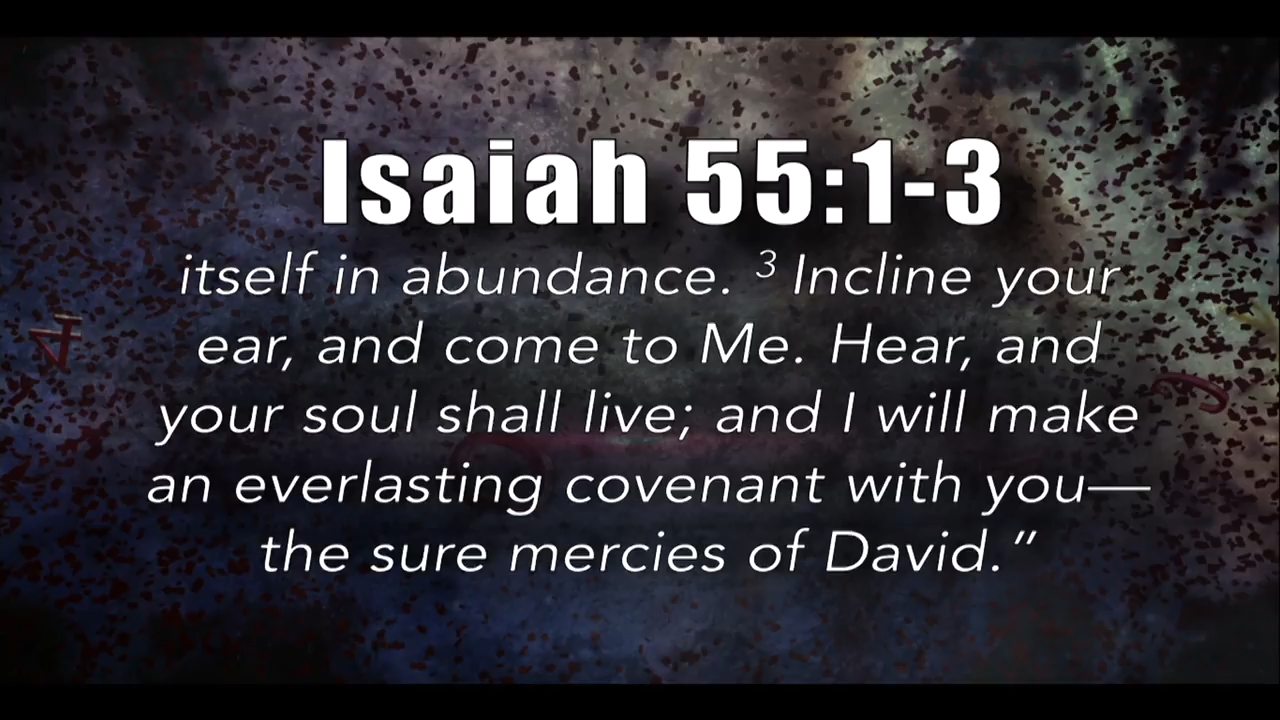 Isaiah 55:1-3
itself in abundance. ³ Incline your
ear, and come to Me. Hear, and
your soul shall live; and I will make
an everlasting covenant with you—
the sure mercies of David.”